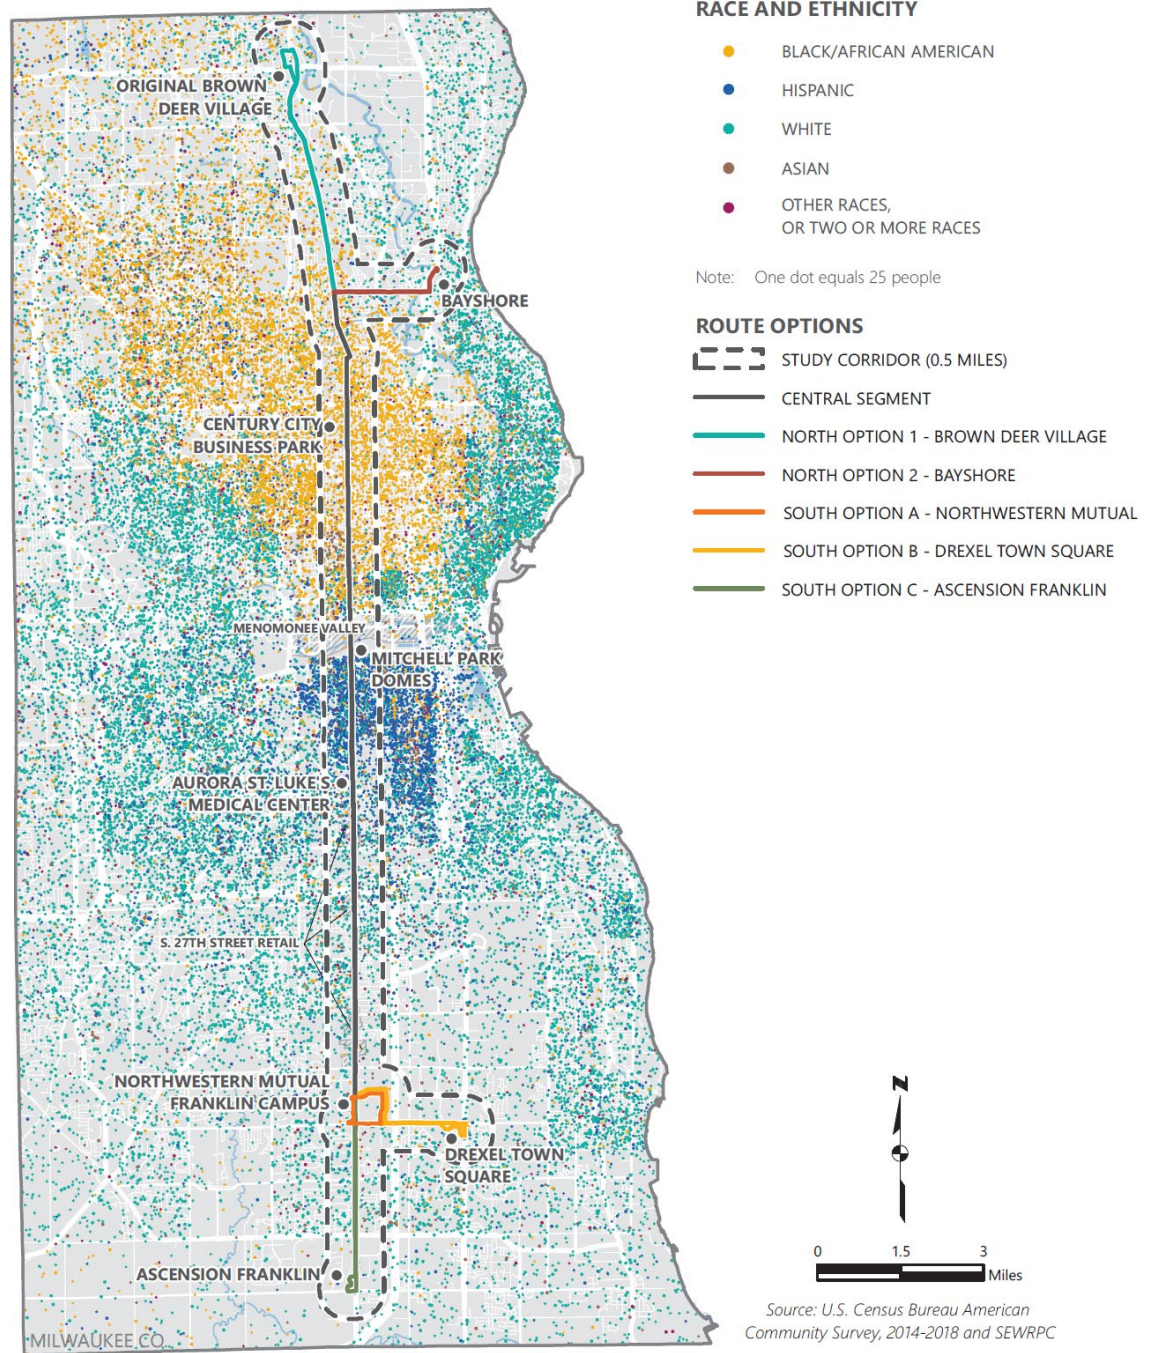 RACE AND ETHNICITY
BLACK/AFRICAN AMERICAN
HISPANIC
WHITE
ASIAN
OTHER RACES,
OR TWO OR MORE RACES
Note: One dot equals 25 people
ROUTE OPTIONS
STUDY CORRIDOR (0.5 MILES)
CENTRAL SEGMENT
NORTH OPTION 1 - BROWN DEER VILLAGE
NORTH OPTION 2 - BAYSHORE
SOUTH OPTION A - NORTHWESTERN MUTUAL
SOUTH OPTION B - DREXEL TOWN SQUARE
SOUTH OPTION C - ASCENSION FRANKLIN
ORIGINAL BROWN
DEER VILLAGE
BAYSHORE
CENTURY CITY
BUSINESS PARK
MENOMONEE VALLEY
MITCHELL PARK
DOMES
AURORA ST. LUKE'S
MEDICAL CENTER
S. 27TH STREET RETAIL
NORTHWESTERN MUTUAL
FRANKLIN CAMPUS
DREXEL TOWN
SQUARE
ASCENSION FRANKLIN
MILWAUKEE CO.
N
0 1.5 3
Miles
Source: U.S. Census Bureau American
Community Survey, 2014-2018 and SEWRPC